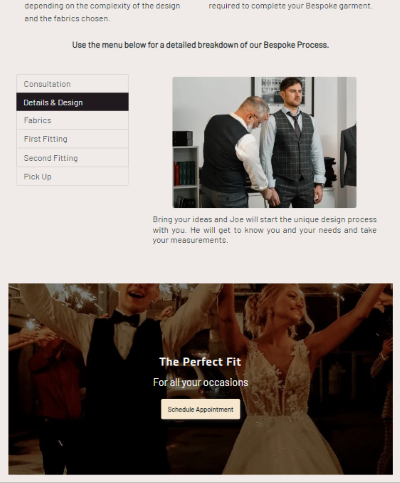 depending on the complexity of the design
and the fabrics chosen.
required to complete your Bespoke garment.
Use the menu below for a detailed breakdown of our Bespoke Process.
Consultation
Details & Design
Fabrics
First Fitting
Second Fitting
Pick Up
Bring your ideas and Joe will start the unique design process
with you. He will get to know you and your needs and take
your measurements.
The Perfect Fit
For all your occasions
Schedule Appointment